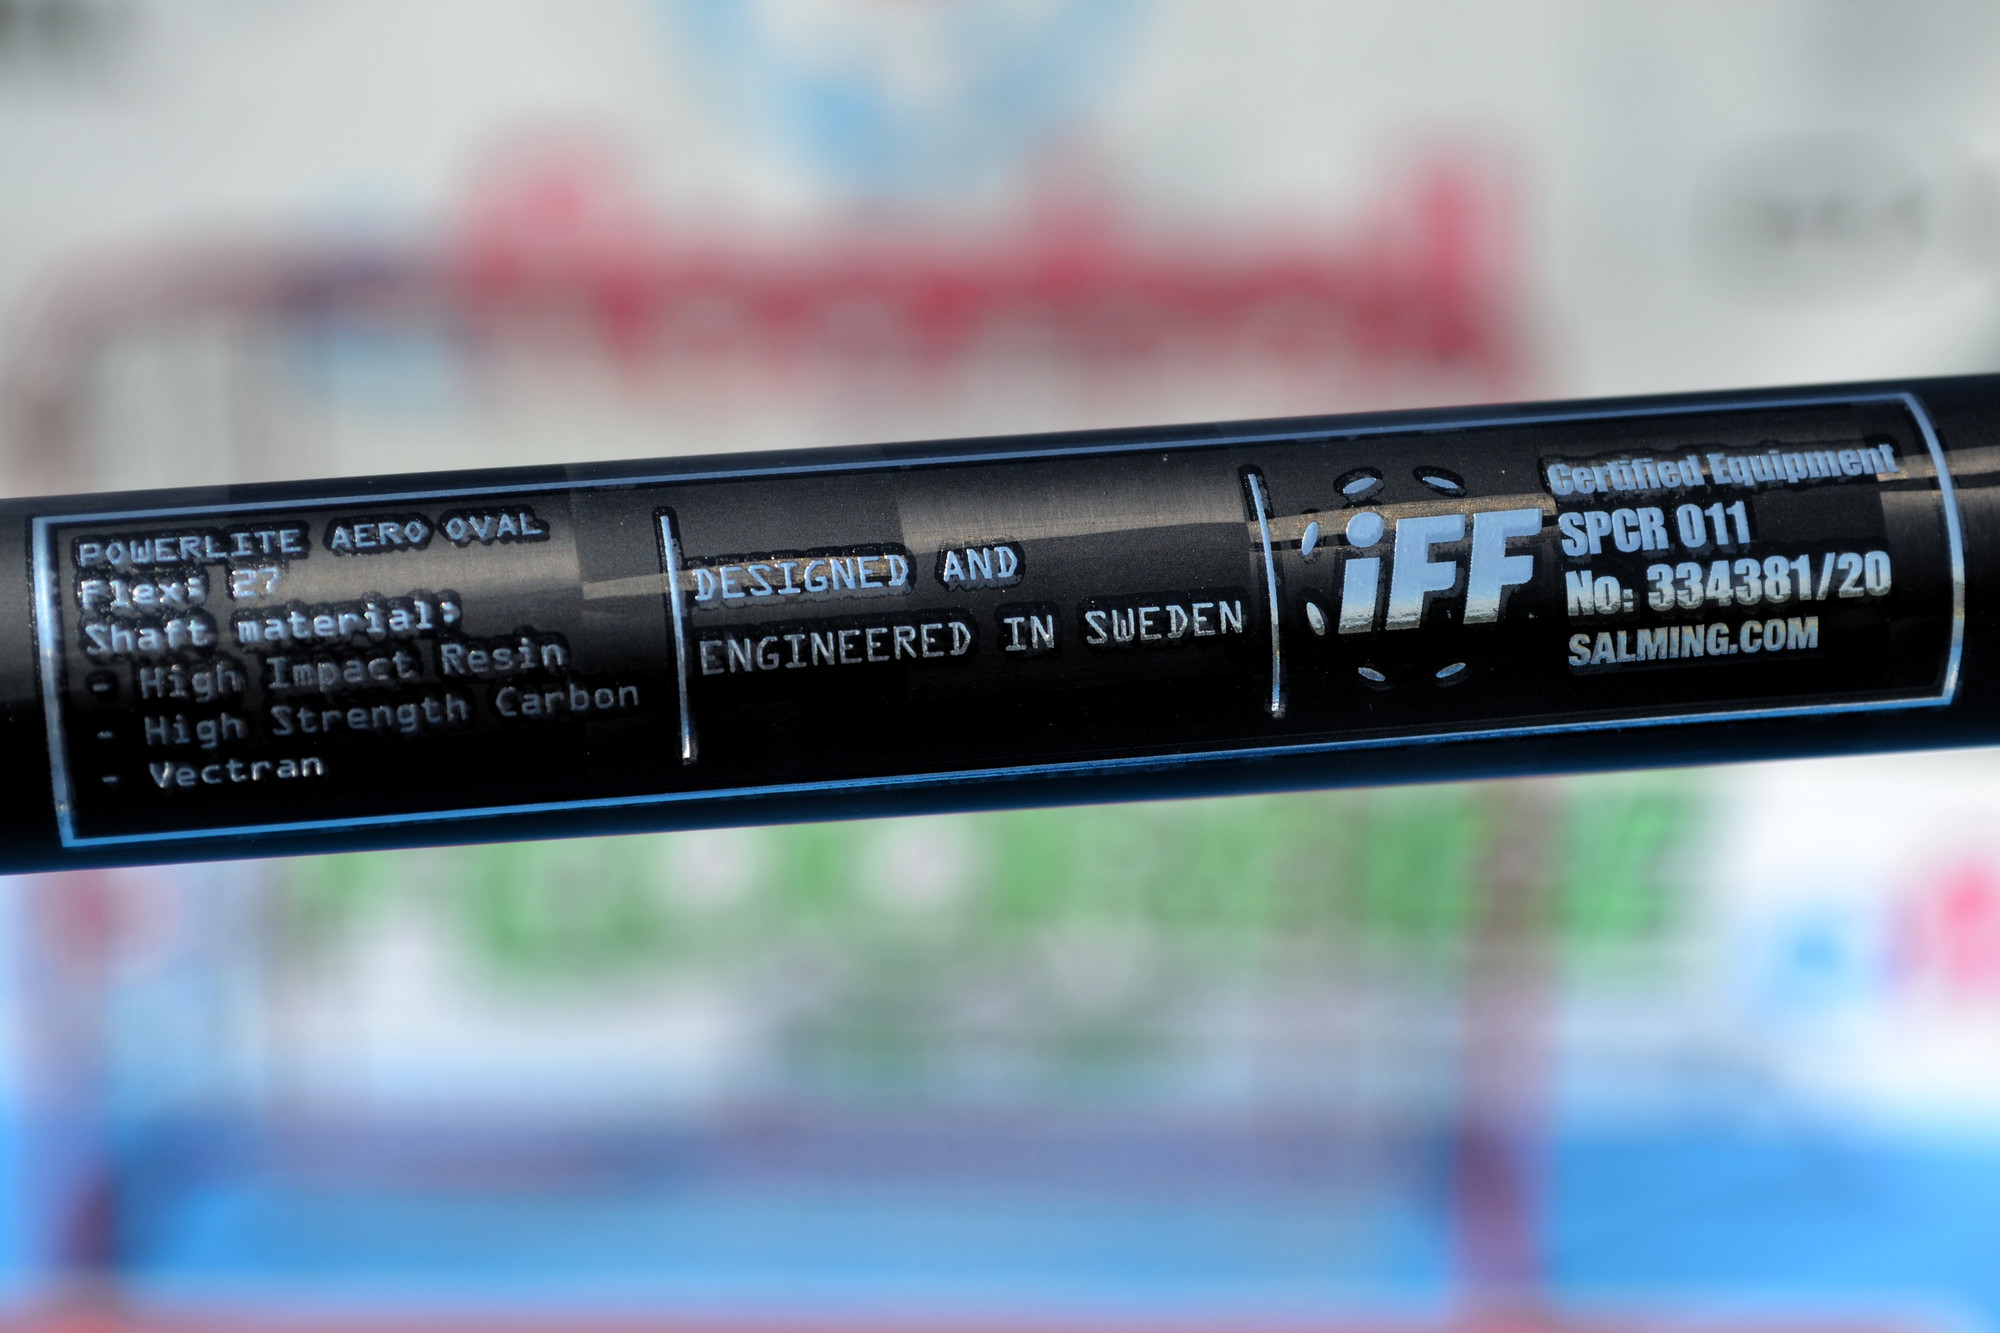 POWERLITE AERO OVAL
Flexi 27
Shaft material:
- High Impact Resin
- High Strength Carbon
- Vectran
DESIGNED AND
ENGINEERED IN SWEDEN
iFF
Certified Equipment
SPCR 011
No: 334381/20
SALMING.COM